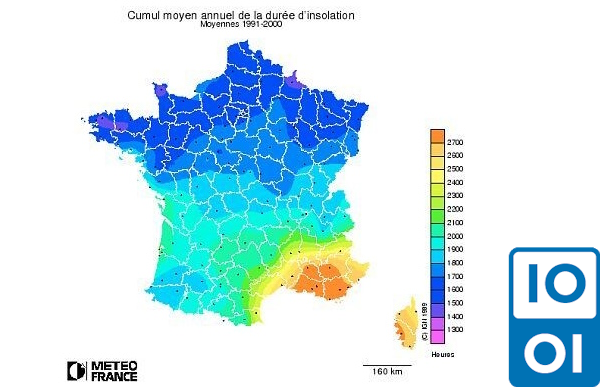 Cumul moyen annuel de la durée d'insolation
Moyennes 1991-2000
2700
2600
2500
2400
2300
2200
2100
2000
1900
1800
1700
1600
1500
1400
1300
Heures
(C) IGN 1999
160 km
METEO
FRANCE
IO
OI